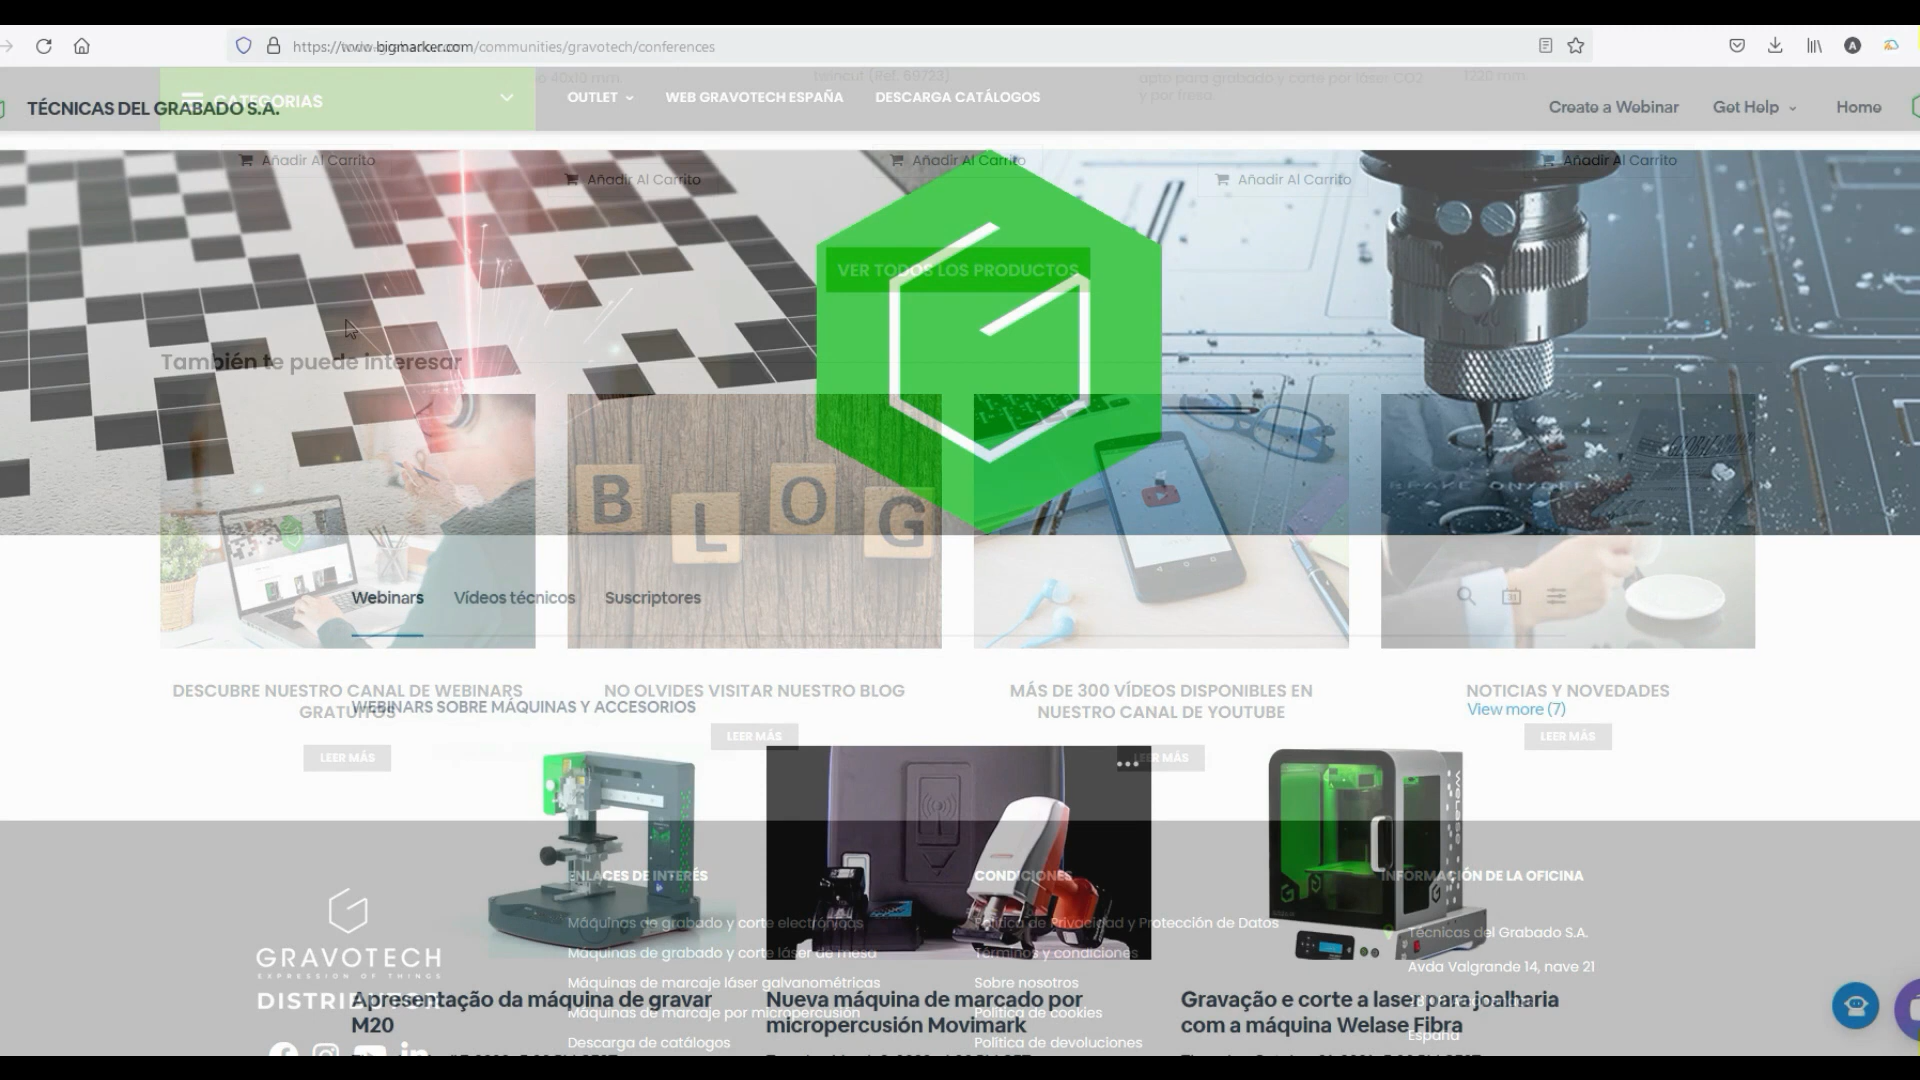 /communities/gravotech/conferences
o 40x10 mm.
twincut (Ref. 69723)
apto para grabado y corte por láser CO2
y por fresa.
1220 mm
TÉCNICAS DEL GRABADO S.A.
CATEGORIAS
OUTLET
WEB GRAVOTECH ESPAÑA
DESCARGA CATÁLOGOS
Create a Webinar
Get Help
Home
Añadir Al Carrito
Añadir Al Carrito
Añadir Al Carrito
Añadir Al Carrito
Añadir Al Carrito
VER TODOS LOS PRODUCTOS
También te puede interesar
BLOG
Webinars
Vídeos técnicos
Suscriptores
31
DESCUBRE NUESTRO CANAL DE WEBINARS
GRATUITOS
NO OLVIDES VISITAR NUESTRO BLOG
MÁS DE 300 VÍDEOS DISPONIBLES EN
NUESTRO CANAL DE YOUTUBE
NOTICIAS Y NOVEDADES
WEBINARS SOBRE MÁQUINAS Y ACCESORIOS
View more (7)
LEER MÁS
LEER MÁS
LEER MÁS
LEER MÁS
WELASE
GRAVOTECH
EXPRESSION OF THINGS
ENLACES DE INTERÉS
Máquinas de grabado y corte electrónicas
Máquinas de grabado y corte láser de mesa
Máquinas de marcaje láser galvanométricas
Máquinas de marcaje por micropercusión
Descarga de catálogos
CONDICIONES
Política de Privacidad y Protección de Datos
Términos y condiciones
Sobre nosotros
Política de cookies
Política de devoluciones
INFORMACIÓN DE LA OFICINA
Técnicas del Grabado S.A.
Avda Valgrande 14, nave 21
España
Apresentação da máquina de gravar
M20
Nueva máquina de marcado por
micropercusión Movimark
Gravação e corte a laser para joalharia
com a máquina Welase Fibra